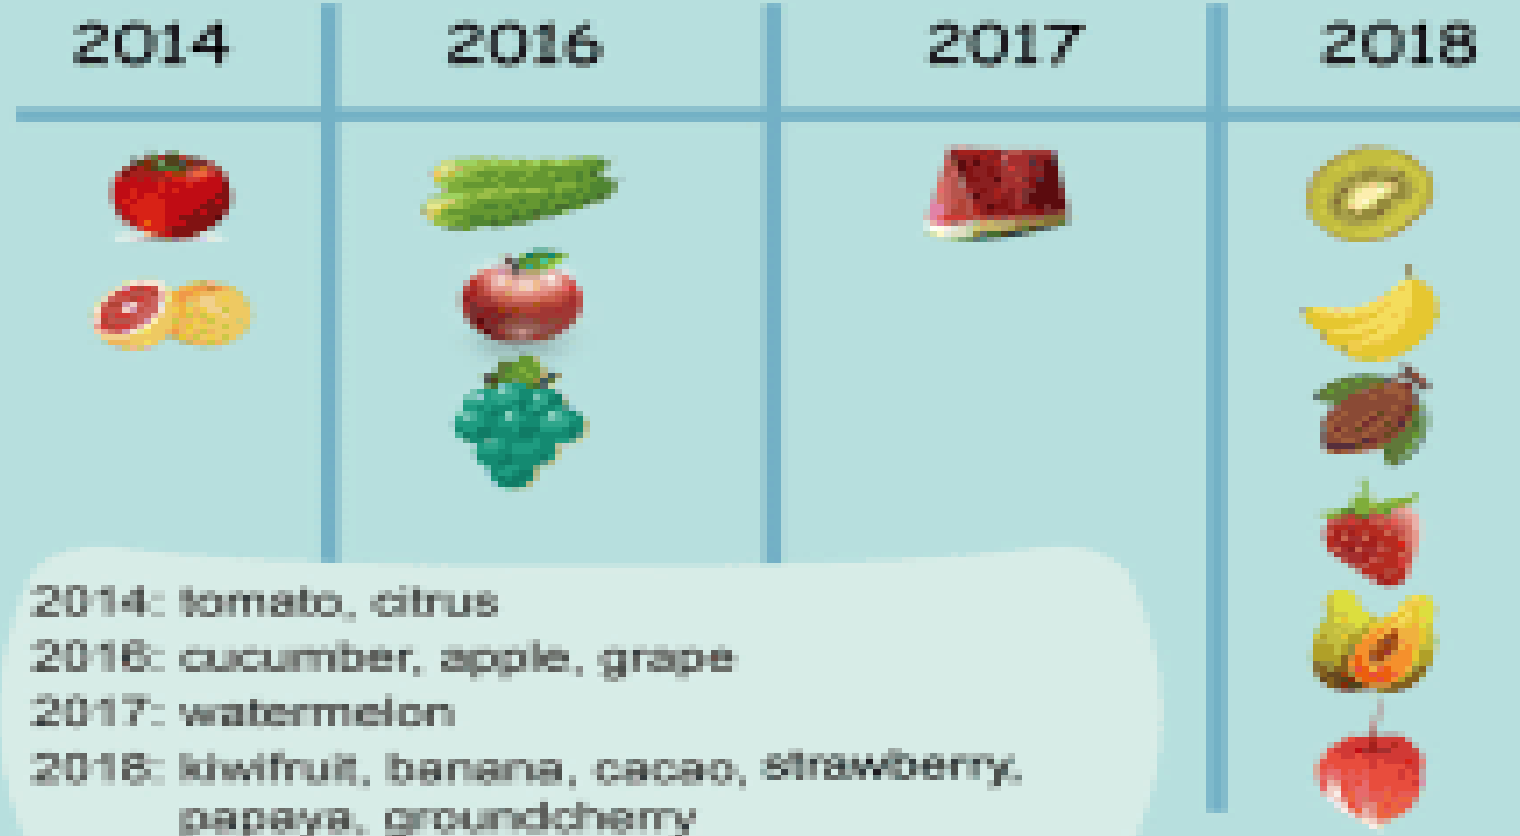 2014 2016 2017 2018
2014: tomato, citrus
2016: cucumber, apple, grape
2017: watermelon
2018: kiwifruit, banana, cacao, strawberry.
papaya, groundcherry